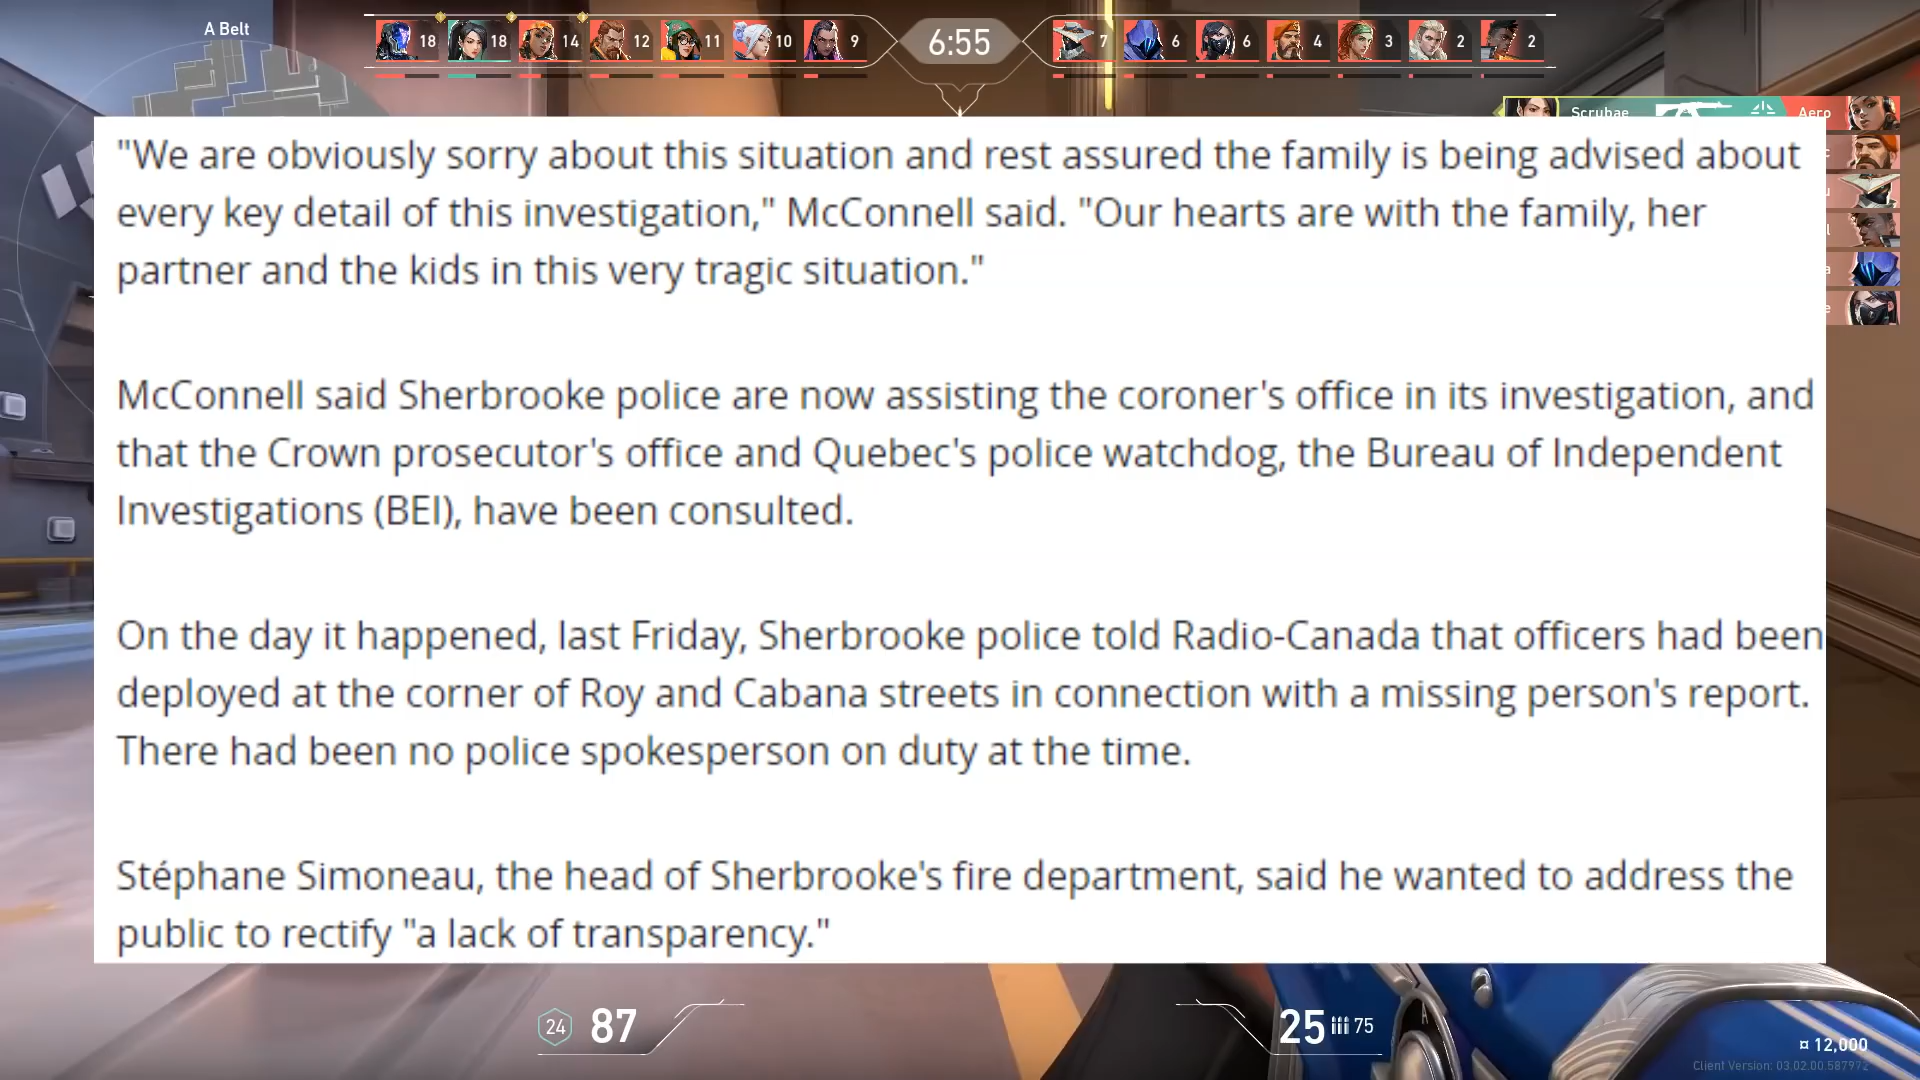 A Belt
18 18 14 12 11 10 9 6:55 7 6 6 4 3 2 2
Scrubae Aero
"We are obviously sorry about this situation and rest assured the family is being advised about
every key detail of this investigation," McConnell said. "Our hearts are with the family, her
partner and the kids in this very tragic situation."
McConnell said Sherbrooke police are now assisting the coroner's office in its investigation, and
that the Crown prosecutor's office and Quebec's police watchdog, the Bureau of Independent
Investigations (BEI), have been consulted.
On the day it happened, last Friday, Sherbrooke police told Radio-Canada that officers had been
deployed at the corner of Roy and Cabana streets in connection with a missing person's report.
There had been no police spokesperson on duty at the time.
Stéphane Simoneau, the head of Sherbrooke's fire department, said he wanted to address the
public to rectify "a lack of transparency."
24 87 25 75
¤ 12,000
Client Version: 03.02.00.587972